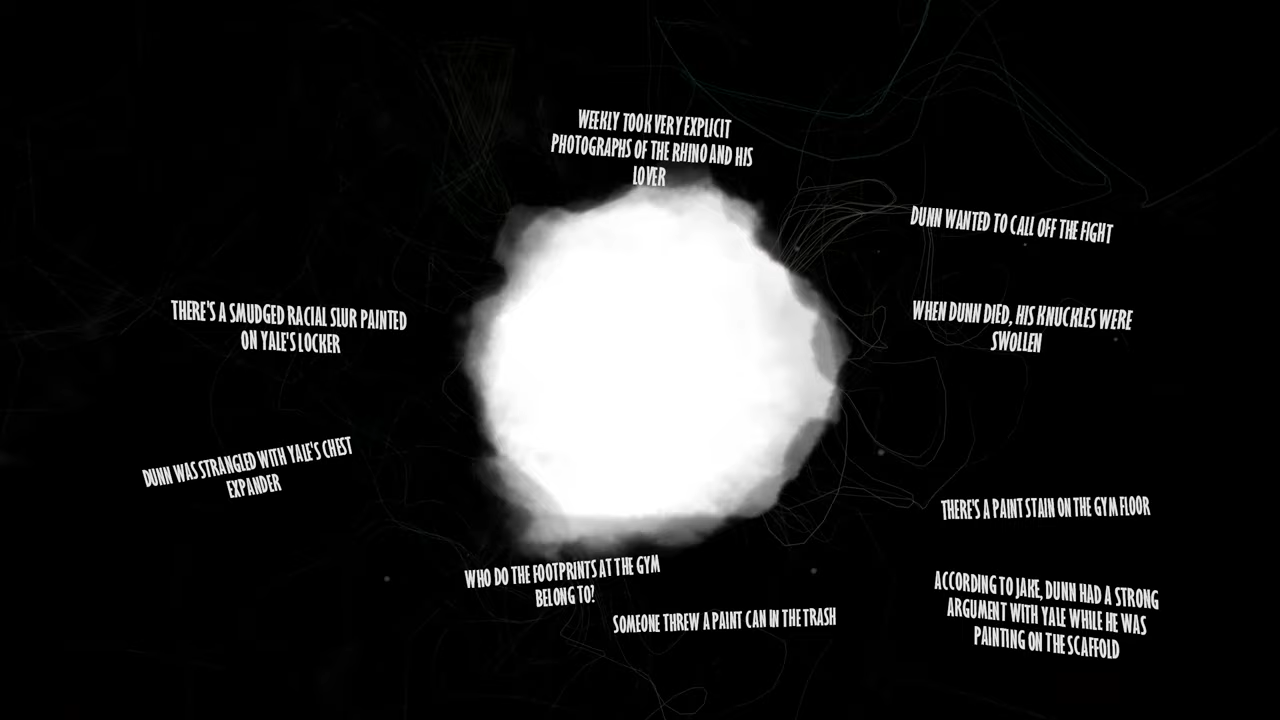 WEEKLY TOOK VERY EXPLICIT
PHOTOGRAPHS OF THE RHINO AND HIS
LOVER
DUNN WANTED TO CALL OFF THE FIGHT
THERE'S A SMUDGED RACIAL SLUR PAINTED
ON YALE'S LOCKER
WHEN DUNN DIED, HIS KNUCKLES WERE
SWOLLEN
DUNN WAS STRANGLED WITH YALE'S CHEST
EXPANDER
THERE'S A PAINT STAIN ON THE GYM FLOOR
WHO DO THE FOOTPRINTS AT THE GYM
BELONG TO?
SOMEONE THREW A PAINT CAN IN THE TRASH
ACCORDING TO JAKE, DUNN HAD A STRONG
ARGUMENT WITH YALE WHILE HE WAS
PAINTING ON THE SCAFFOLD